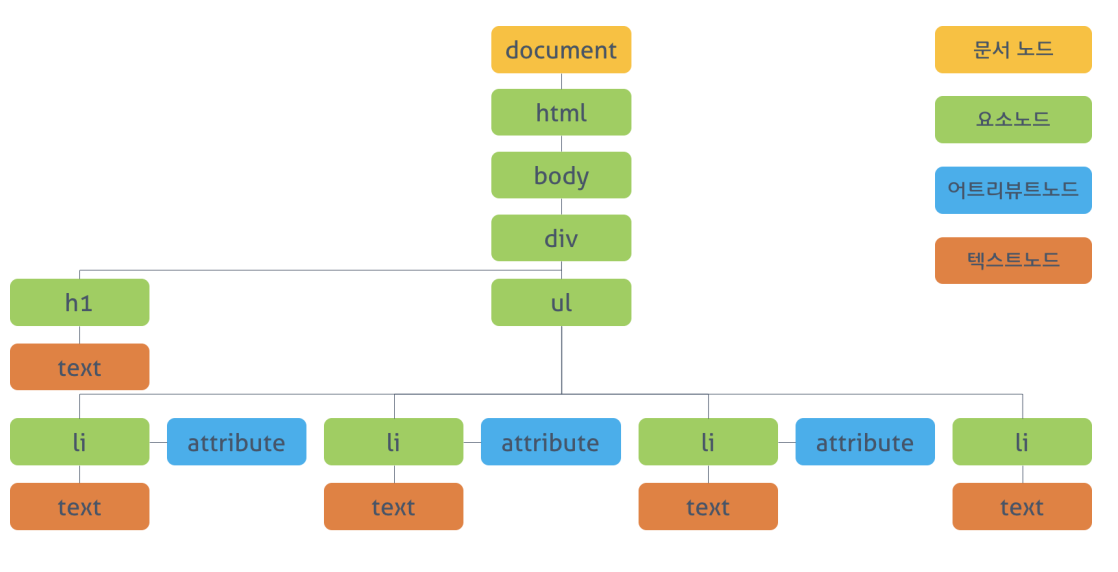 document
문서 노드
html
요소노드
body
어트리뷰트노드
div
텍스트노드
h1
ul
text
li
attribute
li
attribute
li
attribute
li
text
text
text
text